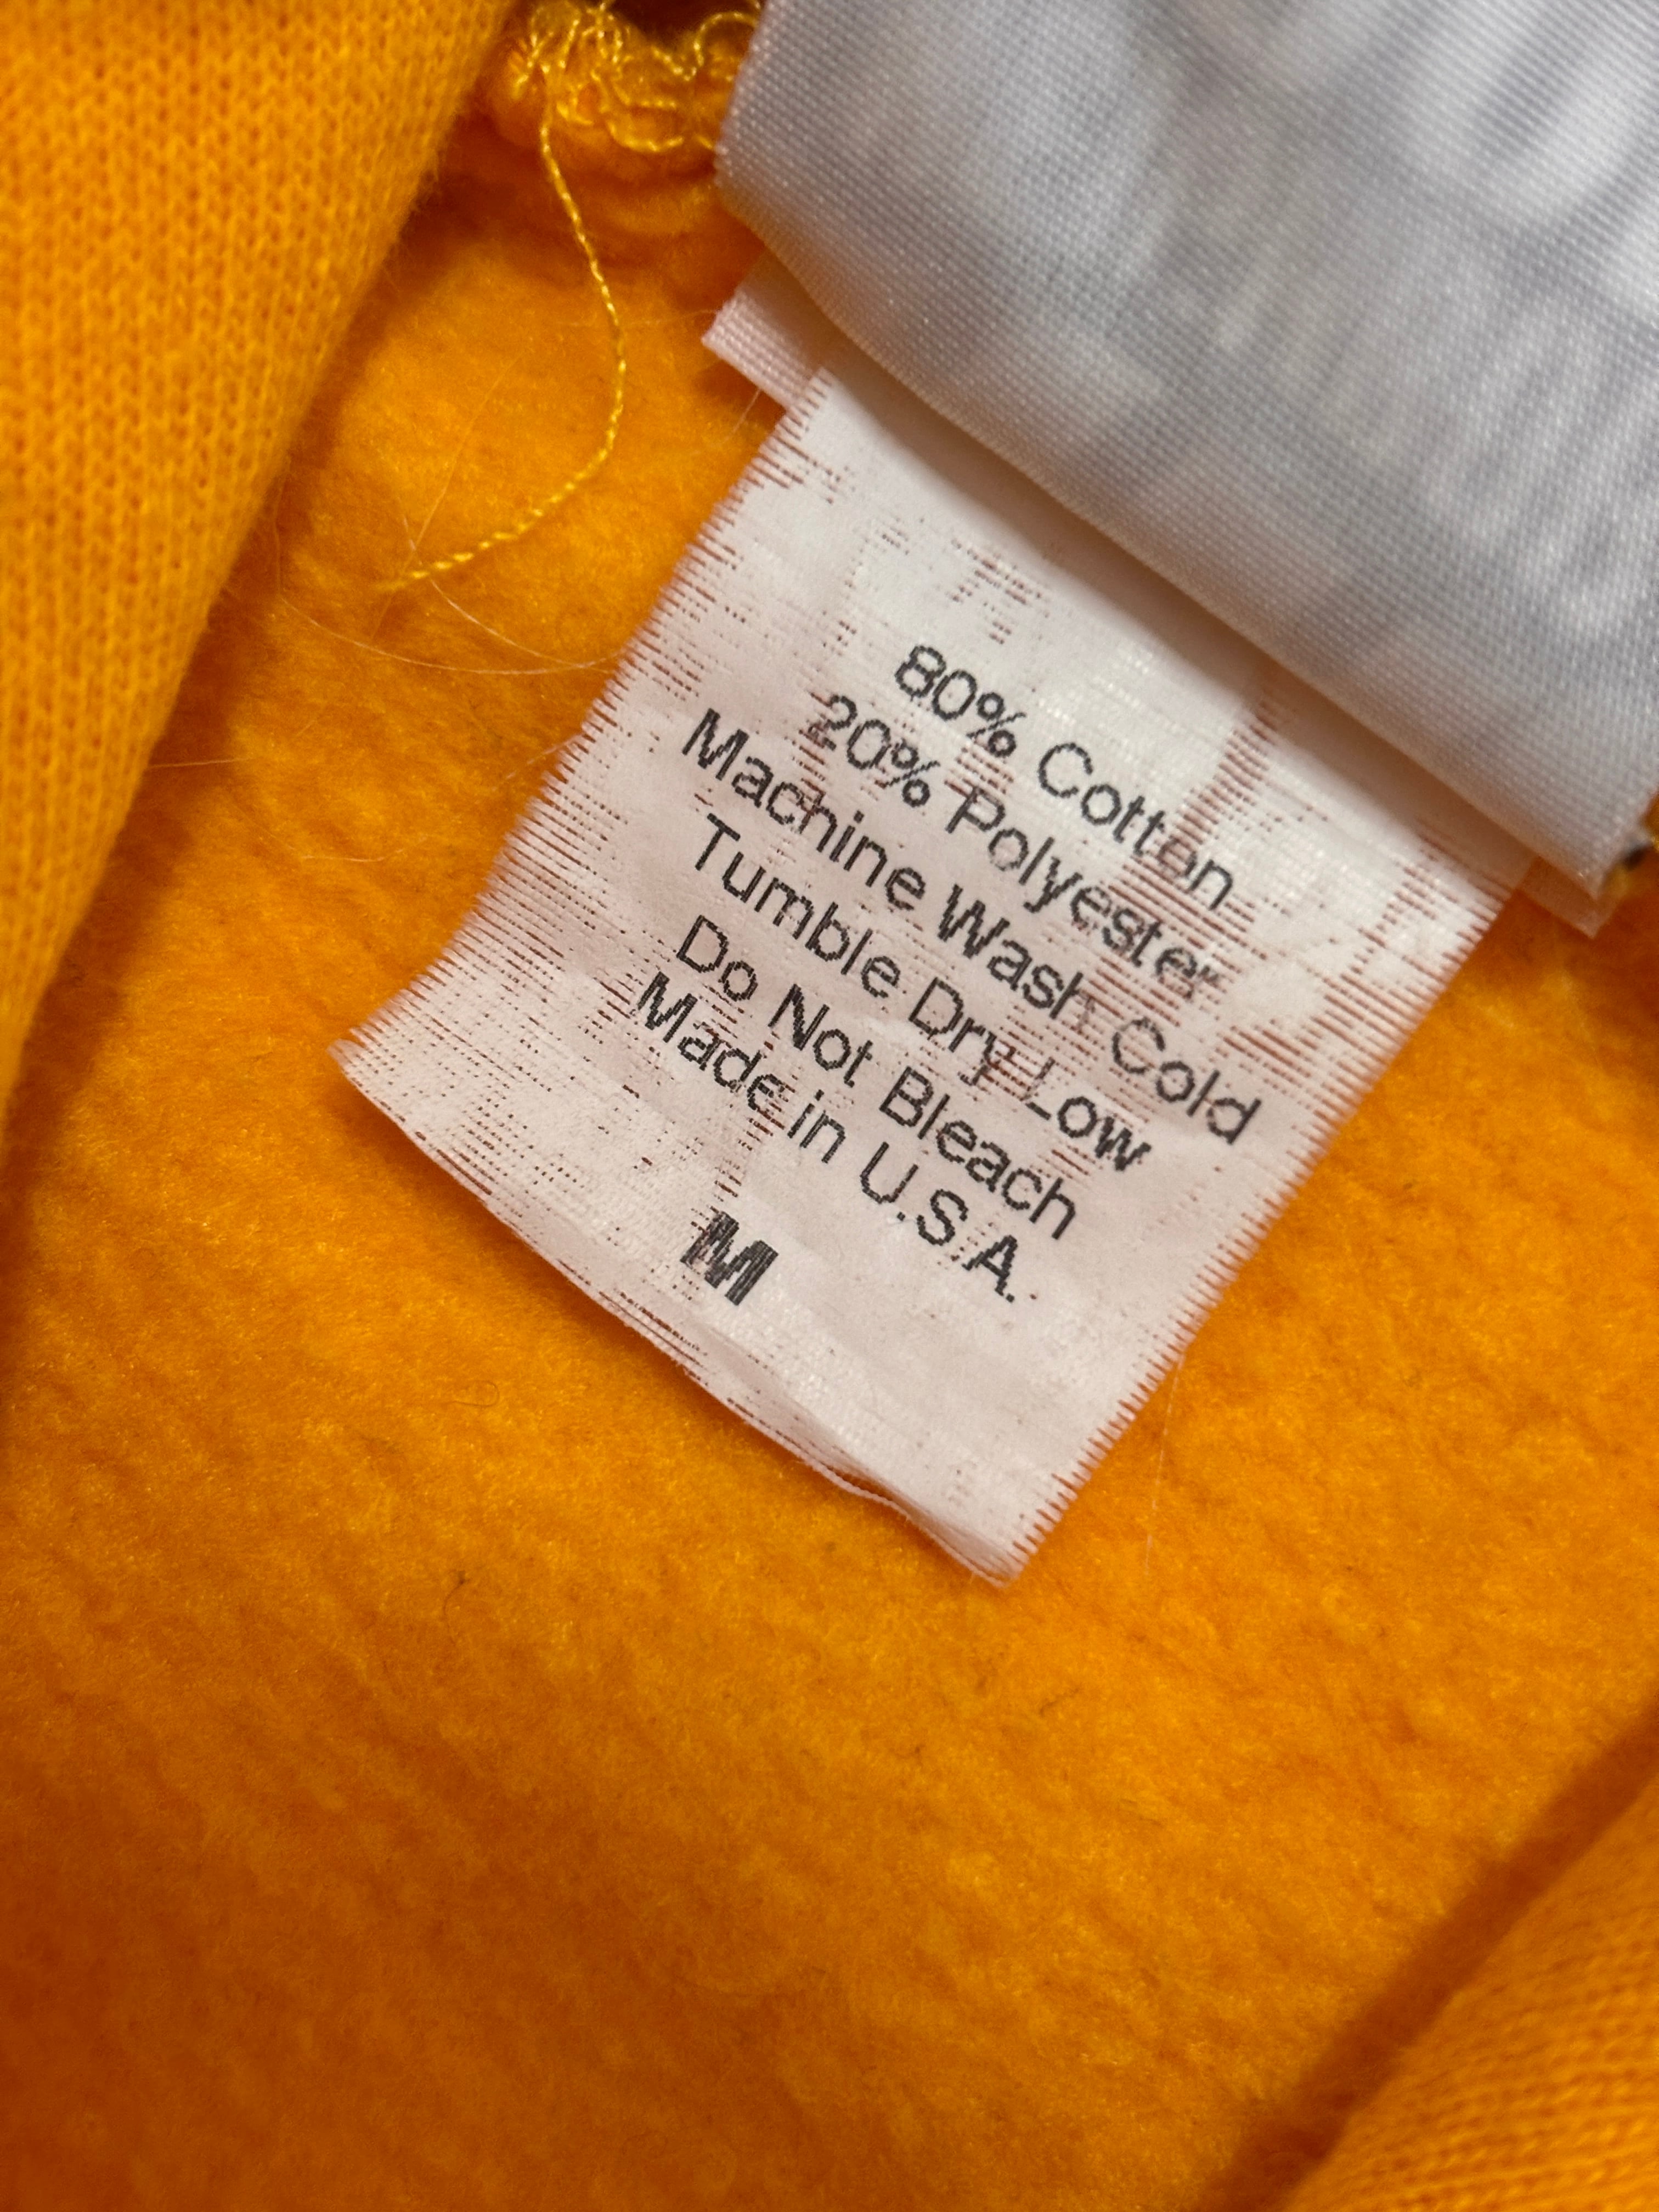 80% Cotton
20% Polyester
Machine Wash Cold
Tumble Dry Low
Do Not Bleach
Made in U.S.A.
M